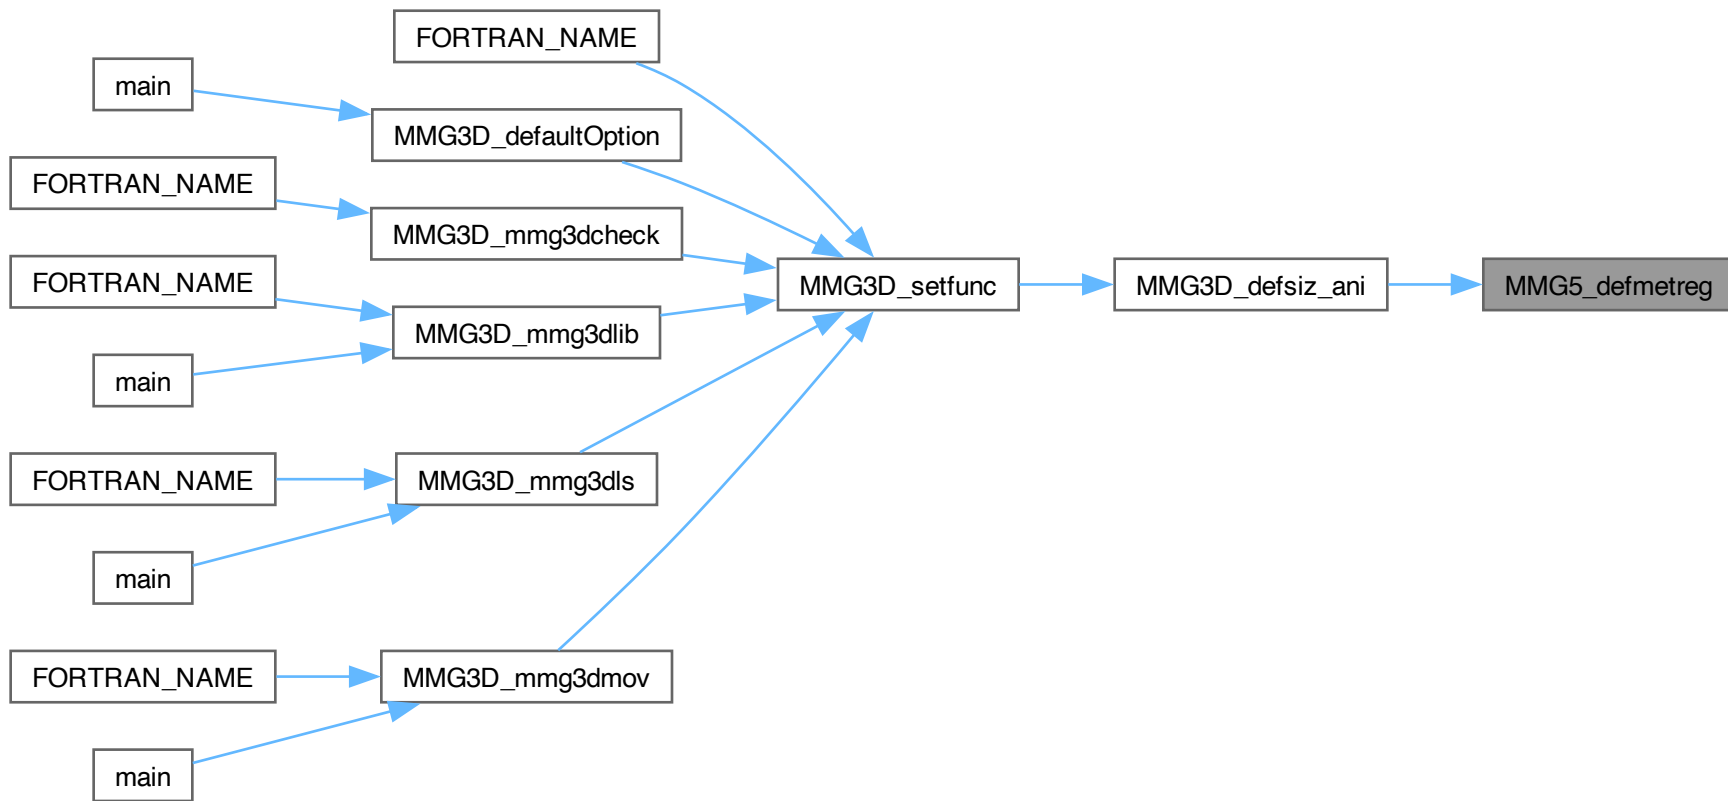 FORTRAN_NAME
main
MMG3D_defaultOption
FORTRAN_NAME
MMG3D_mmg3dcheck
FORTRAN_NAME
MMG3D_setfunc
MMG3D_defsiz_ani
MMG5_defmetreg
MMG3D_mmg3dlib
main
FORTRAN_NAME
MMG3D_mmg3dls
main
FORTRAN_NAME
MMG3D_mmg3dmov
main